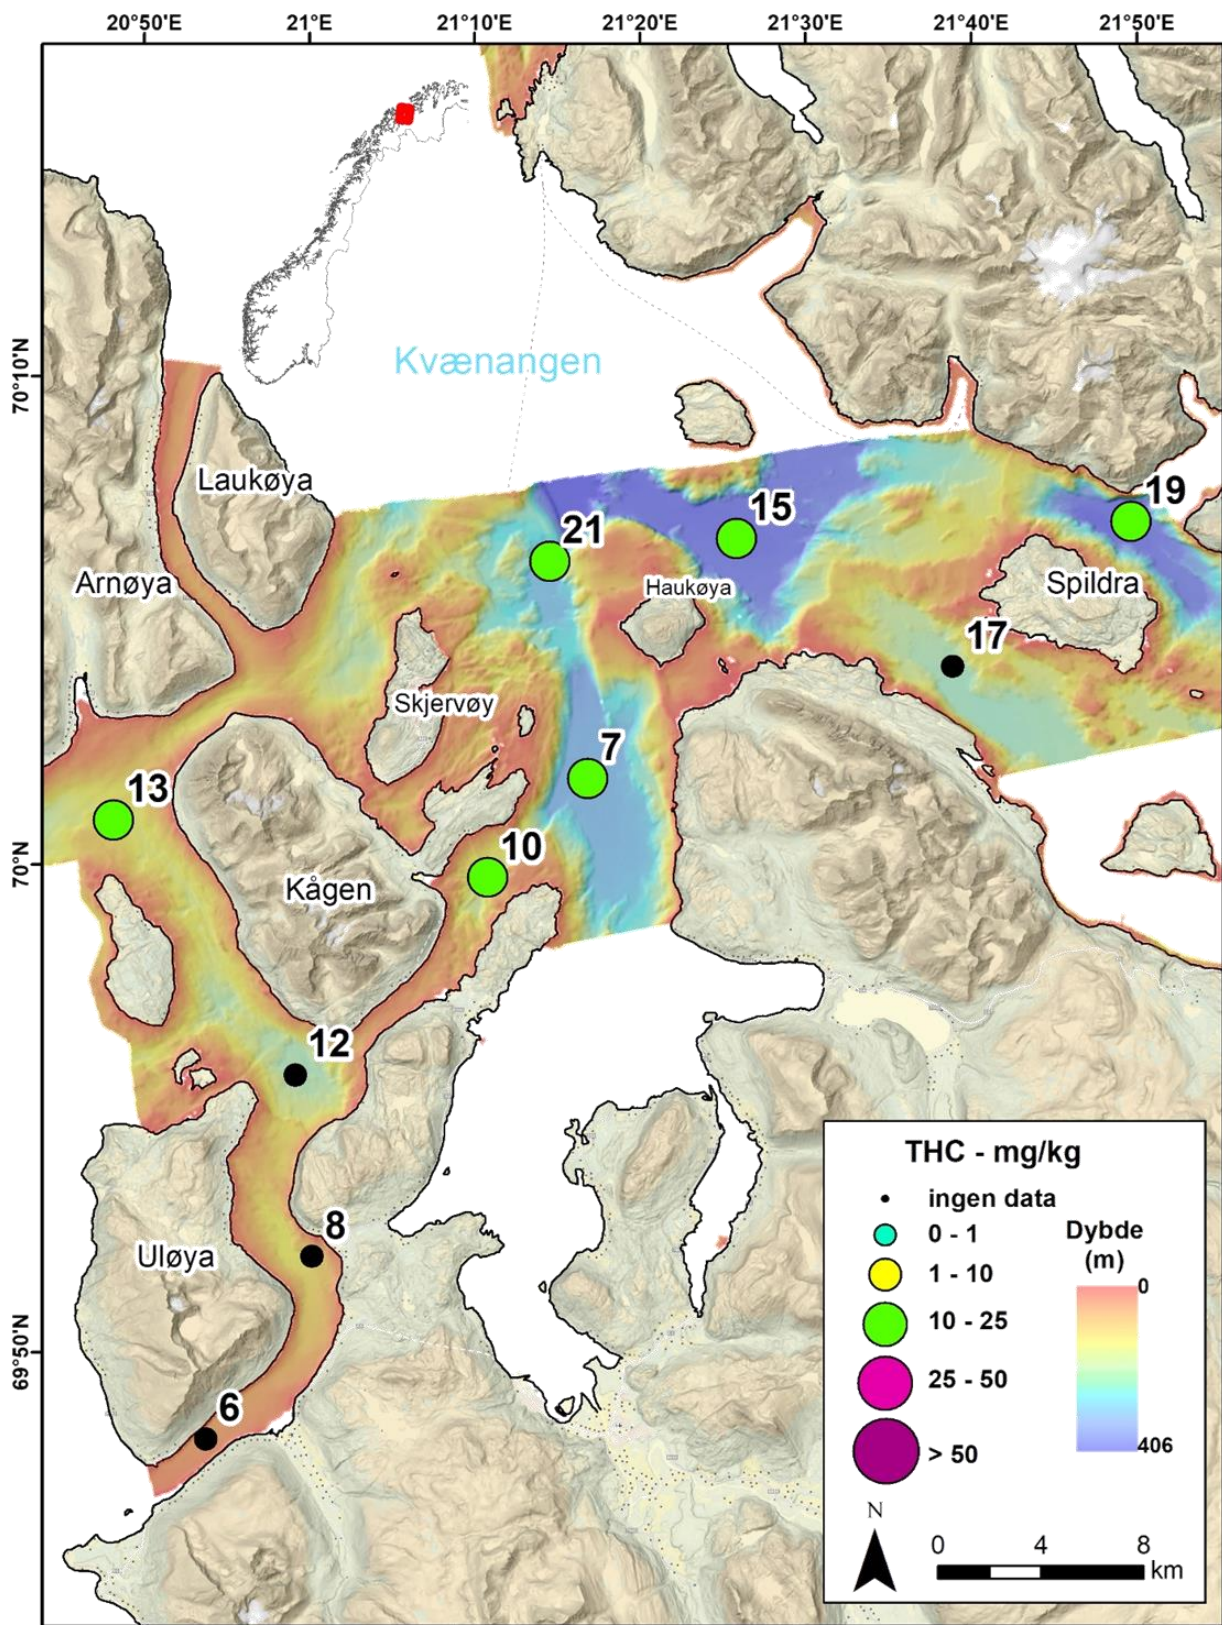 20°50'E 21°E 21°10'E 21°20'E 21°30'E 21°40'E 21°50'E
70°10'N
Kvænangen
Laukøya
19
15
21
Arnøya
Haukøya
Spildra
17
Skjervøy
7
13
10
70°N
Kågen
12
8
Uløya
69°50'N
6
THC - mg/kg
ingen data
0 - 1
1 - 10
10 - 25
25 - 50
> 50
Dybde
(m)
0
406
N
0 4 8
km